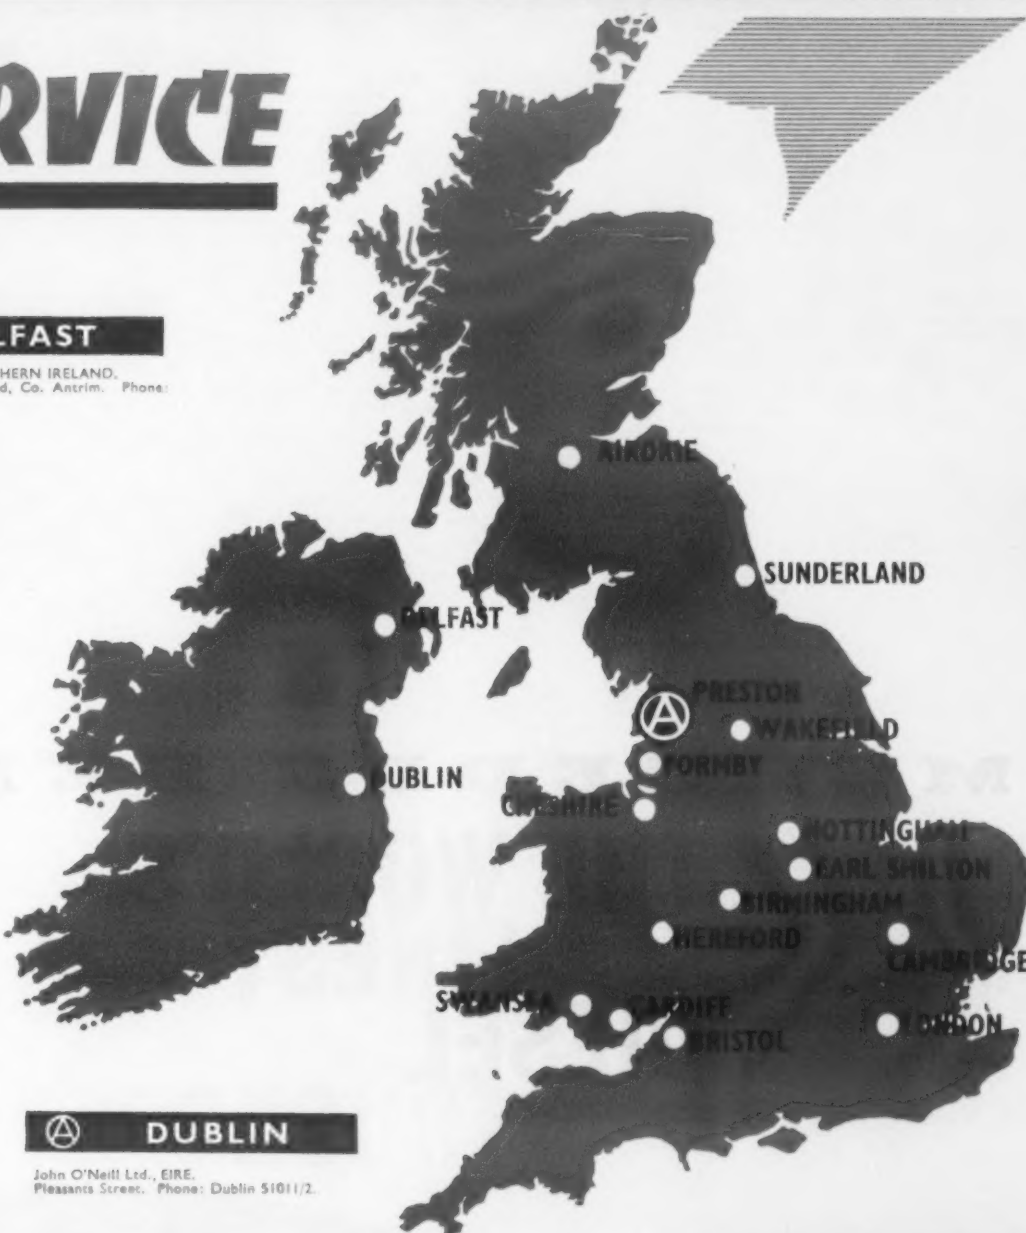 RVICE
LFAST
HERN IRELAND.
d, Co. Antrim. Phone:
AIRDRIE
SUNDERLAND
BELFAST
PRESTON
A
WAKEFIELD
FORMBY
DUBLIN
CHESHIRE
NOTTINGHAM
EARL SHILTON
BIRMINGHAM
HEREFORD
CAMBRIDGE
SWANSEA
CARDIFF
LONDON
BRISTOL
A DUBLIN
John O'Neill Ltd., EIRE.
Pleasants Street. Phone: Dublin 51011/2.